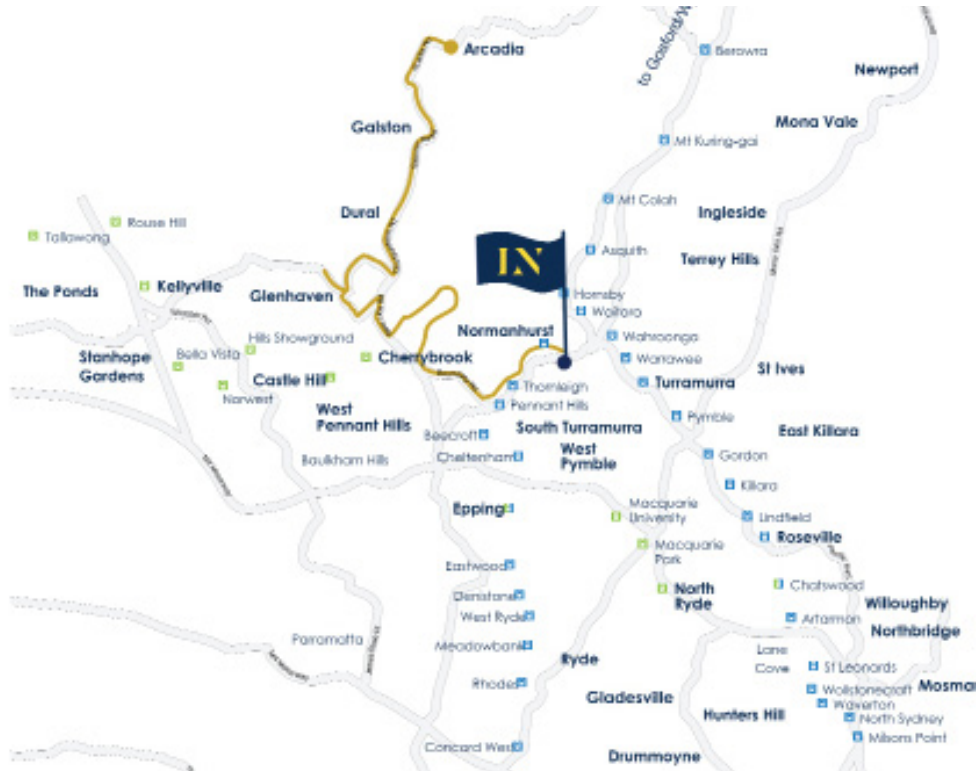 to Gosford/W
Berowra
Arcadia
Newport
Galston
Mona Vale
Mt Kuring-gai
Mt Colah
Dural
Ingleside
Rouse Hill
Tallawong
Asquith
Terrey Hills
IN
Kellyville
The Ponds
Glenhaven
Hornsby
Waitara
Normanhurst
Wahroonga
Hills Showground
Bella Vista
Stanhope
Gardens
Cherrybrook
Warrawee
St Ives
Castle Hill
Norwest
Thornleigh
Turramurra
West
Pennant Hills
Pennant Hills
Pymble
South Turramurra
East Killara
Beecroft
West
Pymble
Baulkham Hills
Cheltenham
Gordon
Killara
Epping
Macquarie
University
Lindfield
Roseville
Macquarie
Park
Eastwood
North
Ryde
Chatswood
Denistone
West Ryde
Willoughby
Artarmon
Northbridge
Parramatta
Meadowbank
Ryde
Lane
Cove
St Leonards
Rhodes
Gladesville
Wollstonecraft
Mosman
Waverton
Hunters Hill
North Sydney
Milsons Point
Concord West
Drummoyne